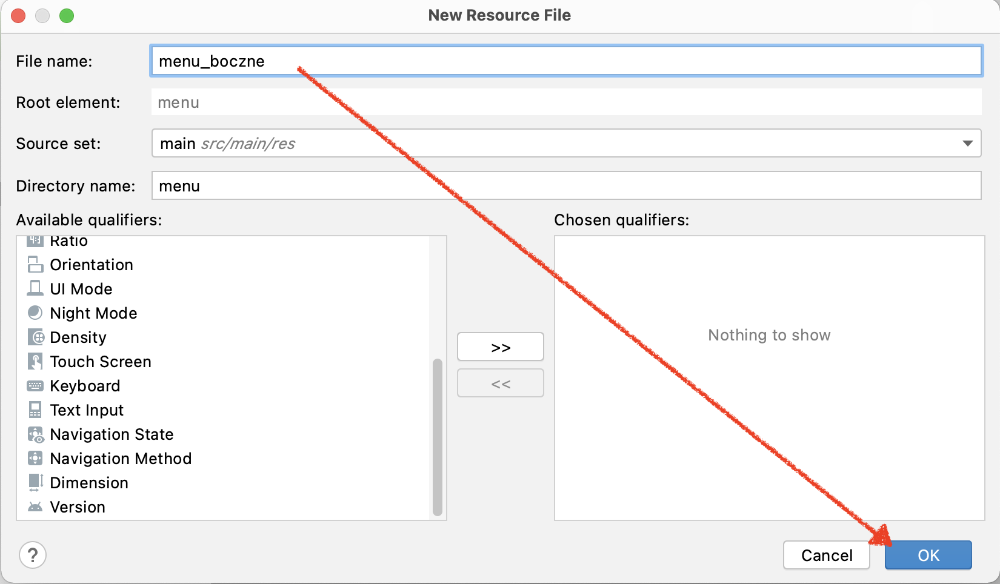 New Resource File
File name: menu_boczne
Root element: menu
Source set: main src/main/res
Directory name: menu
Available qualifiers:
Ratio
Orientation
UI Mode
Night Mode
Density
Touch Screen
Keyboard
Text Input
Navigation State
Navigation Method
Dimension
Version
>>
<<
Chosen qualifiers:
Nothing to show
?
Cancel
OK